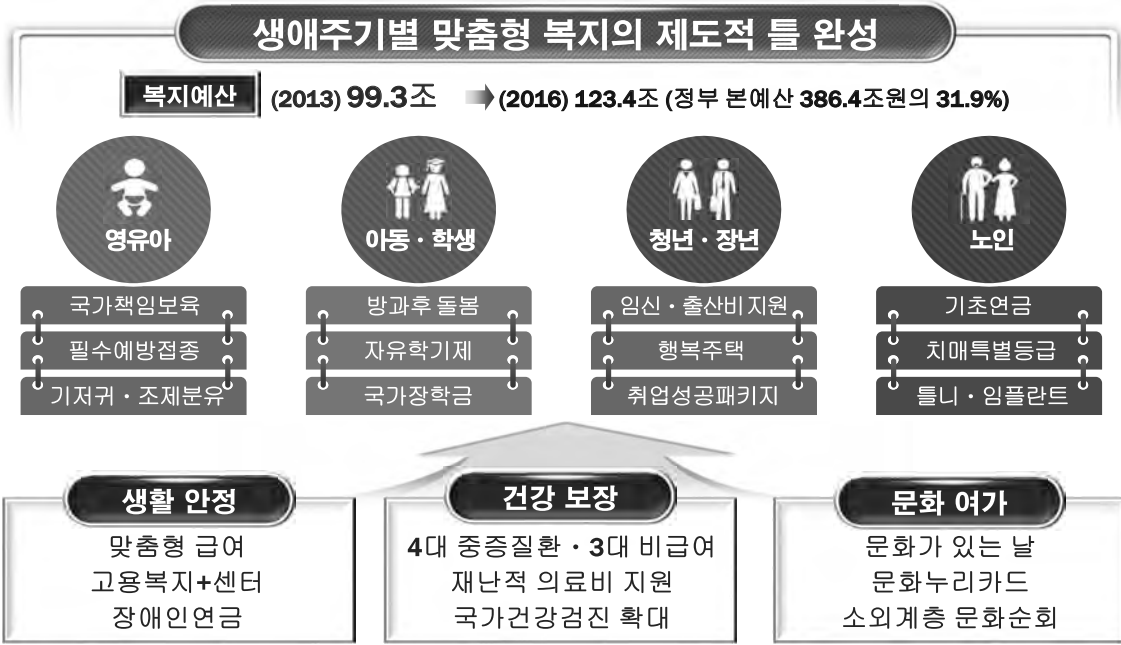 생애주기별 맞춤형 복지의 제도적 틀 완성
복지예산 (2013) 99.3조 (2016) 123.4조 (정부 본예산 386.4조원의 31.9%)
영유아
국가책임보육
필수예방접종
기저귀・조제분유
아동・학생
방과후 돌봄
자유학기제
국가장학금
청년・장년
임신・출산비 지원
행복주택
취업성공패키지
노인
기초연금
치매특별등급
틀니・임플란트
생활 안정
맞춤형 급여
고용복지+센터
장애인연금
건강 보장
4대 중증질환・3대 비급여
재난적 의료비 지원
국가건강검진 확대
문화 여가
문화가 있는 날
문화누리카드
소외계층 문화순회